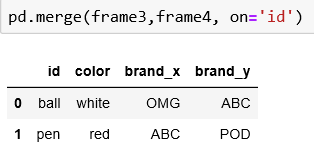 pd.merge(frame3,frame4, on='id')
id color brand_x brand_y
0 ball white OMG ABC
1 pen red ABC POD